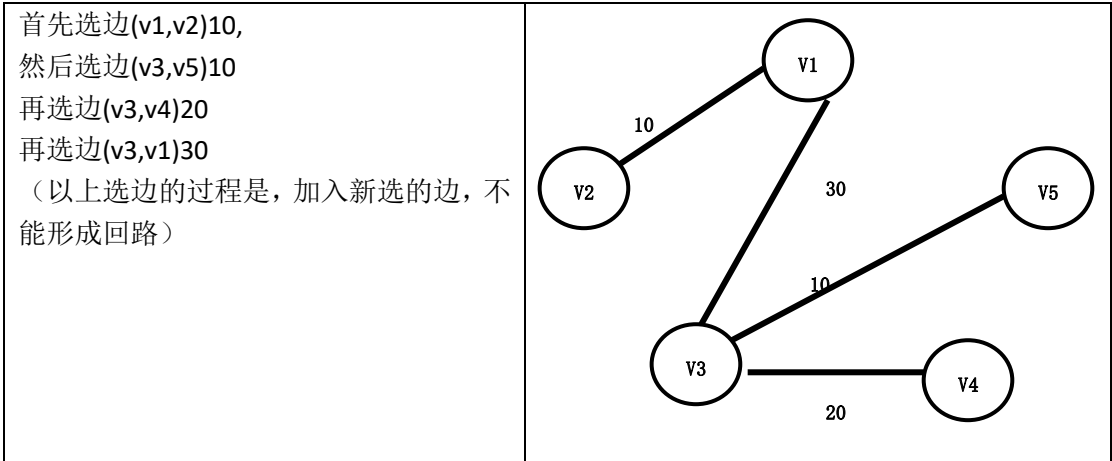 首先选边(v1,v2)10,
然后选边(v3,v5)10
再选边(v3,v4)20
再选边(v3,v1)30
（以上选边的过程是，加入新选的边，不
能形成回路）
V1
10
V2
30
V5
10
V3
V4
20